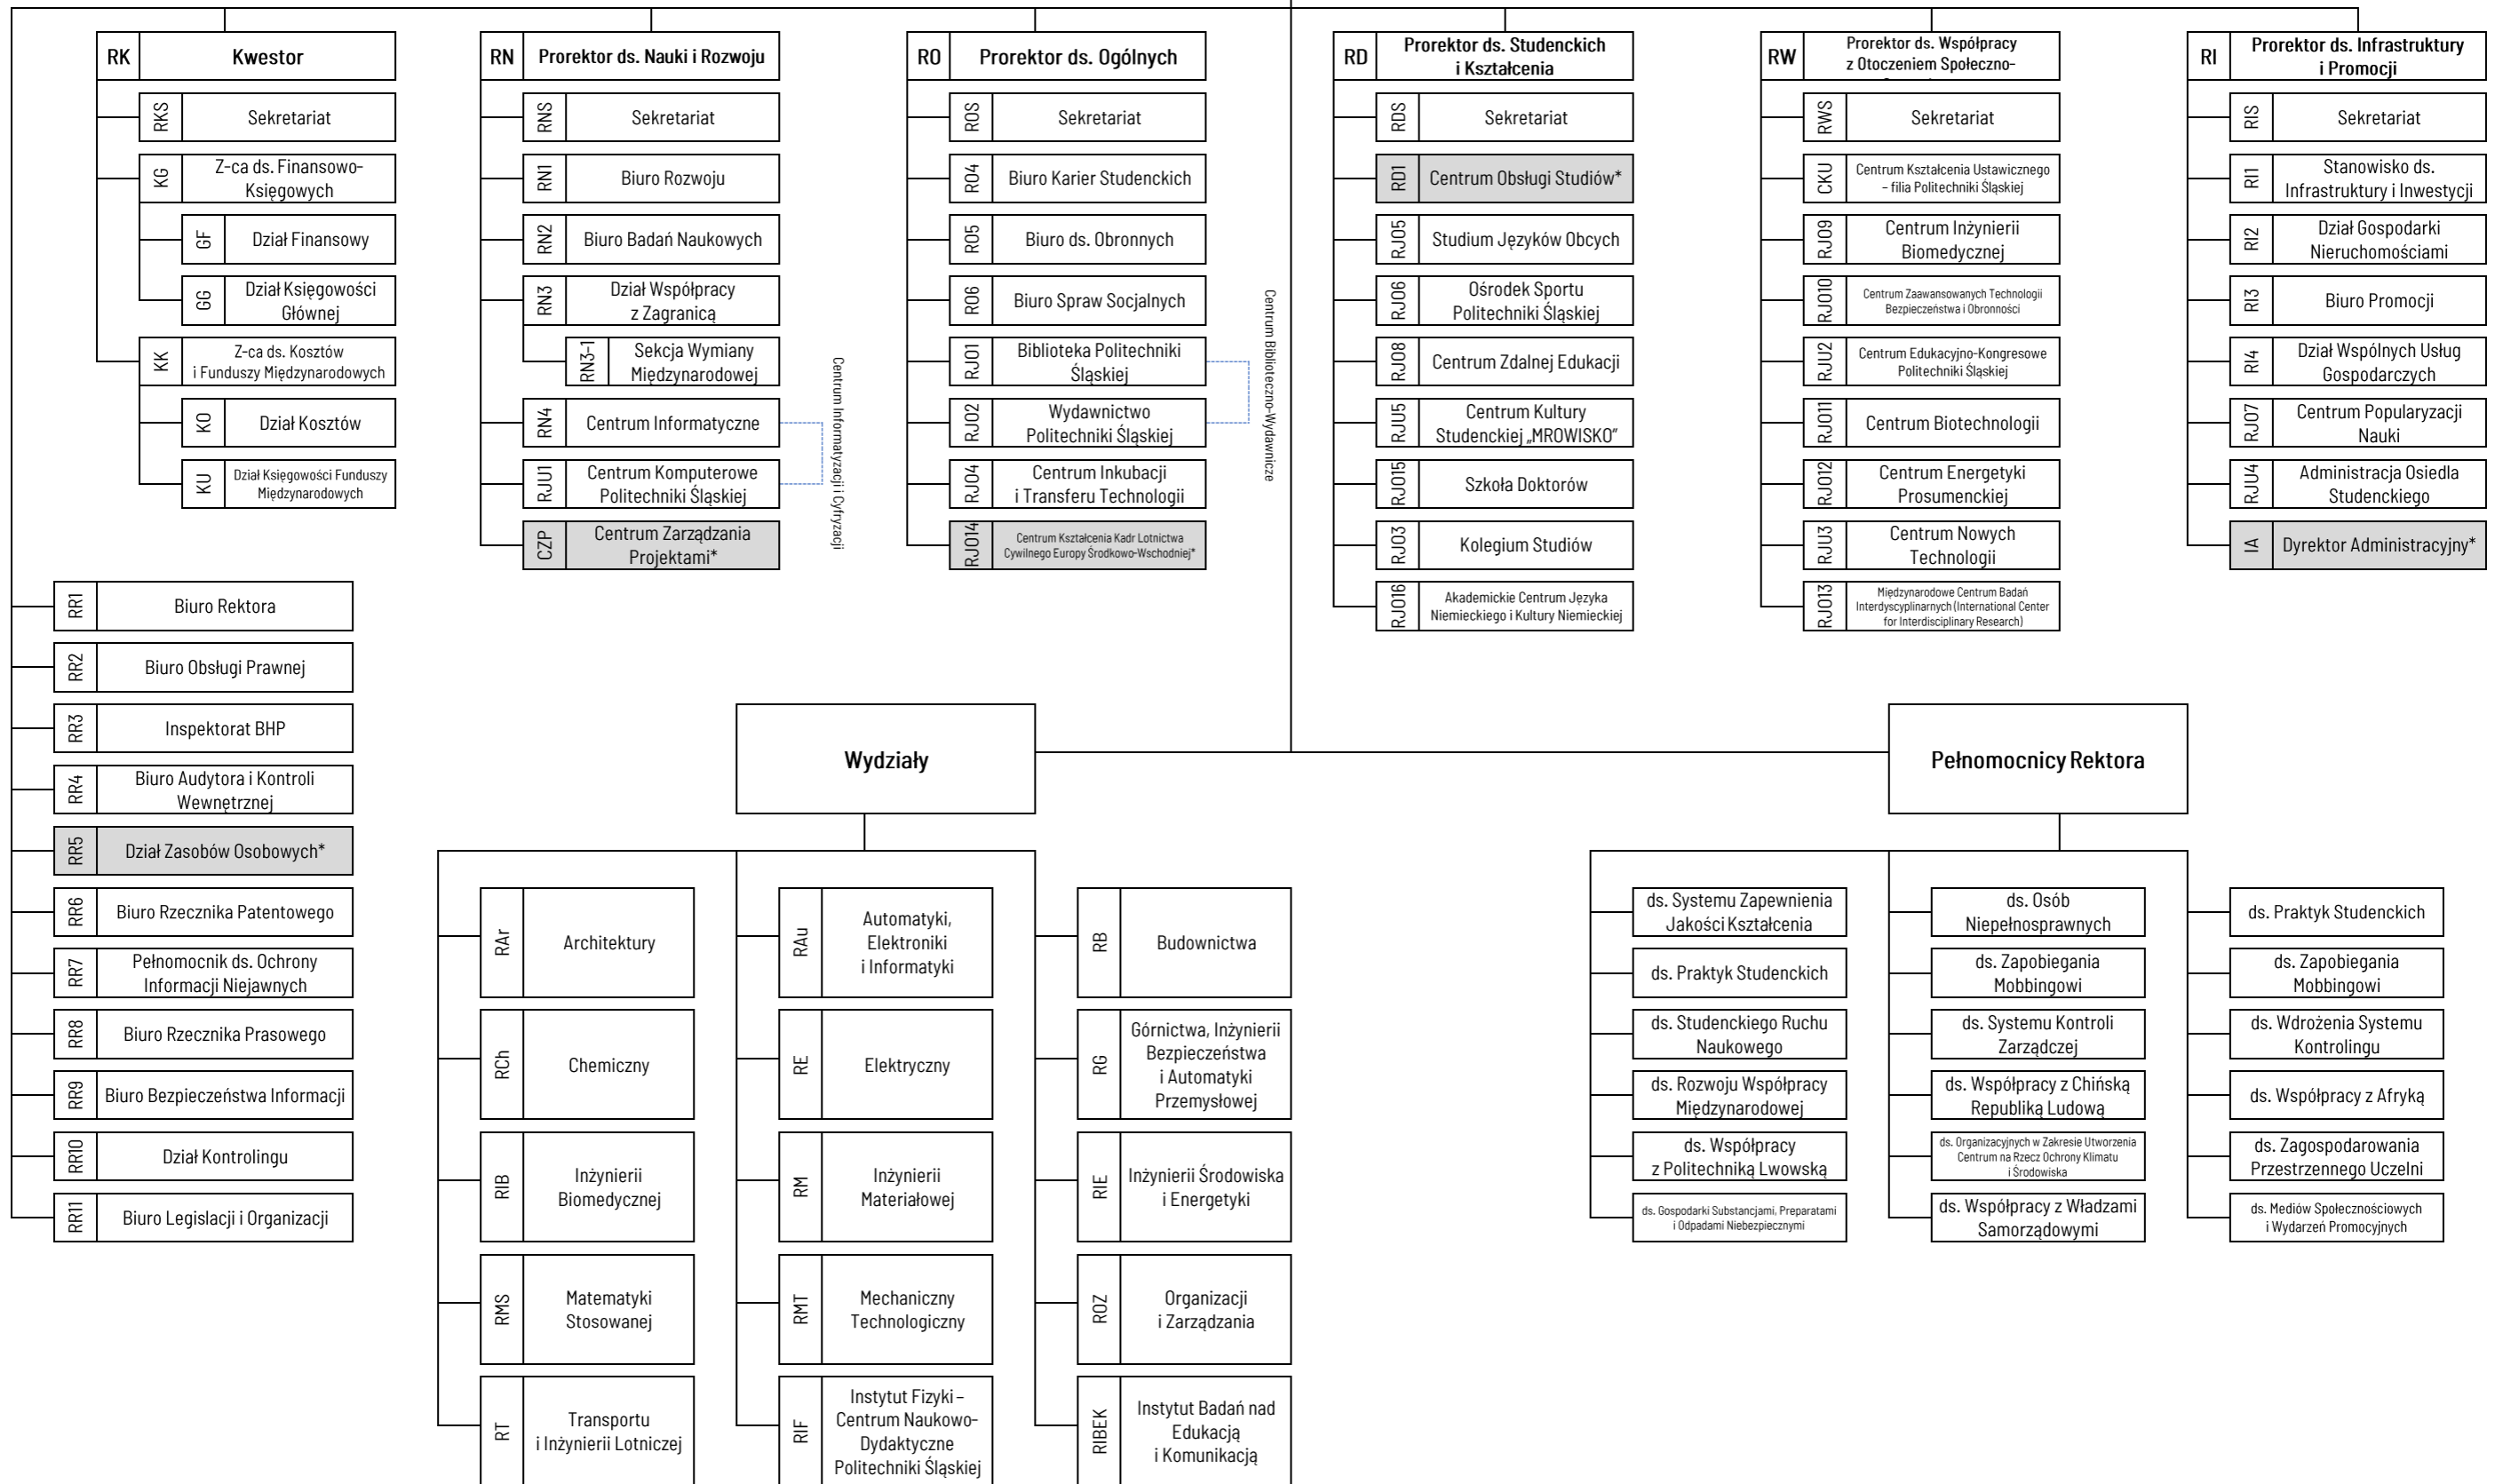 RK
Kwestor
RKS
Sekretariat
KG
Z-ca ds. Finansowo-
Księgowych
GF
Dział Finansowy
GG
Dział Księgowości
Głównej
KK
Z-ca ds. Kosztów
i Funduszy Międzynarodowych
KO
Dział Kosztów
KU
Dział Księgowości Funduszy
Międzynarodowych
RN
Prorektor ds. Nauki i Rozwoju
RNS
Sekretariat
RN1
Biuro Rozwoju
RN2
Biuro Badań Naukowych
RN3
Dział Współpracy
z Zagranicą
RN3-1
Sekcja Wymiany
Międzynarodowej
RN4
Centrum Informatyczne
RJU1
Centrum Komputerowe
Politechniki Śląskiej
CZP
Centrum Zarządzania
Projektami*
Centrum Informatyzacji i Cyfryzacji
RO
Prorektor ds. Ogólnych
ROS
Sekretariat
RO4
Biuro Karier Studenckich
RO5
Biuro ds. Obronnych
RO6
Biuro Spraw Socjalnych
RJO1
Biblioteka Politechniki
Śląskiej
RJO2
Wydawnictwo
Politechniki Śląskiej
RJO4
Centrum Inkubacji
i Transferu Technologii
RJO14
Centrum Kształcenia Kadr Lotnictwa
Cywilnego Europy Środkowo-Wschodniej*
Centrum Biblioteczno-Wydawnicze
RD
Prorektor ds. Studenckich
i Kształcenia
RDS
Sekretariat
RD1
Centrum Obsługi Studiów*
RJO5
Studium Języków Obcych
RJO6
Ośrodek Sportu
Politechniki Śląskiej
RJO8
Centrum Zdalnej Edukacji
RJU5
Centrum Kultury
Studenckiej „MROWISKO”
RJO15
Szkoła Doktorów
RJO3
Kolegium Studiów
RJO16
Akademickie Centrum Języka
Niemieckiego i Kultury Niemieckiej
RW
Prorektor ds. Współpracy
z Otoczeniem Społeczno-
RWS
Sekretariat
CKU
Centrum Kształcenia Ustawicznego
– filia Politechniki Śląskiej
RJO9
Centrum Inżynierii
Biomedycznej
RJO10
Centrum Zaawansowanych Technologii
Bezpieczeństwa i Obronności
RJU2
Centrum Edukacyjno-Kongresowe
Politechniki Śląskiej
RJO11
Centrum Biotechnologii
RJO12
Centrum Energetyki
Prosumenckiej
RJU3
Centrum Nowych
Technologii
RJO13
Międzynarodowe Centrum Badań
Interdyscyplinarnych (International Center
for Interdisciplinary Research)
RI
Prorektor ds. Infrastruktury
i Promocji
RIS
Sekretariat
RI1
Stanowisko ds.
Infrastruktury i Inwestycji
RI2
Dział Gospodarki
Nieruchomościami
RI3
Biuro Promocji
RI4
Dział Wspólnych Usług
Gospodarczych
RJO7
Centrum Popularyzacji
Nauki
RJU4
Administracja Osiedla
Studenckiego
IA
Dyrektor Administracyjny*
RR1
Biuro Rektora
RR2
Biuro Obsługi Prawnej
RR3
Inspektorat BHP
RR4
Biuro Audytora i Kontroli
Wewnętrznej
RR5
Dział Zasobów Osobowych*
RR6
Biuro Rzecznika Patentowego
RR7
Pełnomocnik ds. Ochrony
Informacji Niejawnych
RR8
Biuro Rzecznika Prasowego
RR9
Biuro Bezpieczeństwa Informacji
RR10
Dział Kontrolingu
RR11
Biuro Legislacji i Organizacji
Wydziały
RAr
Architektury
RCh
Chemiczny
RIB
Inżynierii
Biomedycznej
RMS
Matematyki
Stosowanej
RT
Transportu
i Inżynierii Lotniczej
RAu
Automatyki,
Elektroniki
i Informatyki
RE
Elektryczny
RM
Inżynierii
Materiałowej
RMT
Mechaniczny
Technologiczny
RIF
Instytut Fizyki –
Centrum Naukowo-
Dydaktyczne
Politechniki Śląskiej
RB
Budownictwa
RG
Górnictwa, Inżynierii
Bezpieczeństwa
i Automatyki
Przemysłowej
RIE
Inżynierii Środowiska
i Energetyki
ROZ
Organizacji
i Zarządzania
RIBEK
Instytut Badań nad
Edukacją
i Komunikacją
Pełnomocnicy Rektora
ds. Systemu Zapewnienia
Jakości Kształcenia
ds. Praktyk Studenckich
ds. Studenckiego Ruchu
Naukowego
ds. Rozwoju Współpracy
Międzynarodowej
ds. Współpracy
z Politechniką Lwowską
ds. Gospodarki Substancjami, Preparatami
i Odpadami Niebezpiecznymi
ds. Osób
Niepełnosprawnych
ds. Zapobiegania
Mobbingowi
ds. Systemu Kontroli
Zarządczej
ds. Współpracy z Chińską
Republiką Ludową
ds. Organizacyjnych w Zakresie Utworzenia
Centrum na Rzecz Ochrony Klimatu
i Środowiska
ds. Współpracy z Władzami
Samorządowymi
ds. Praktyk Studenckich
ds. Zapobiegania
Mobbingowi
ds. Wdrożenia Systemu
Kontrolingu
ds. Współpracy z Afryką
ds. Zagospodarowania
Przestrzennego Uczelni
ds. Mediów Społecznościowych
i Wydarzeń Promocyjnych